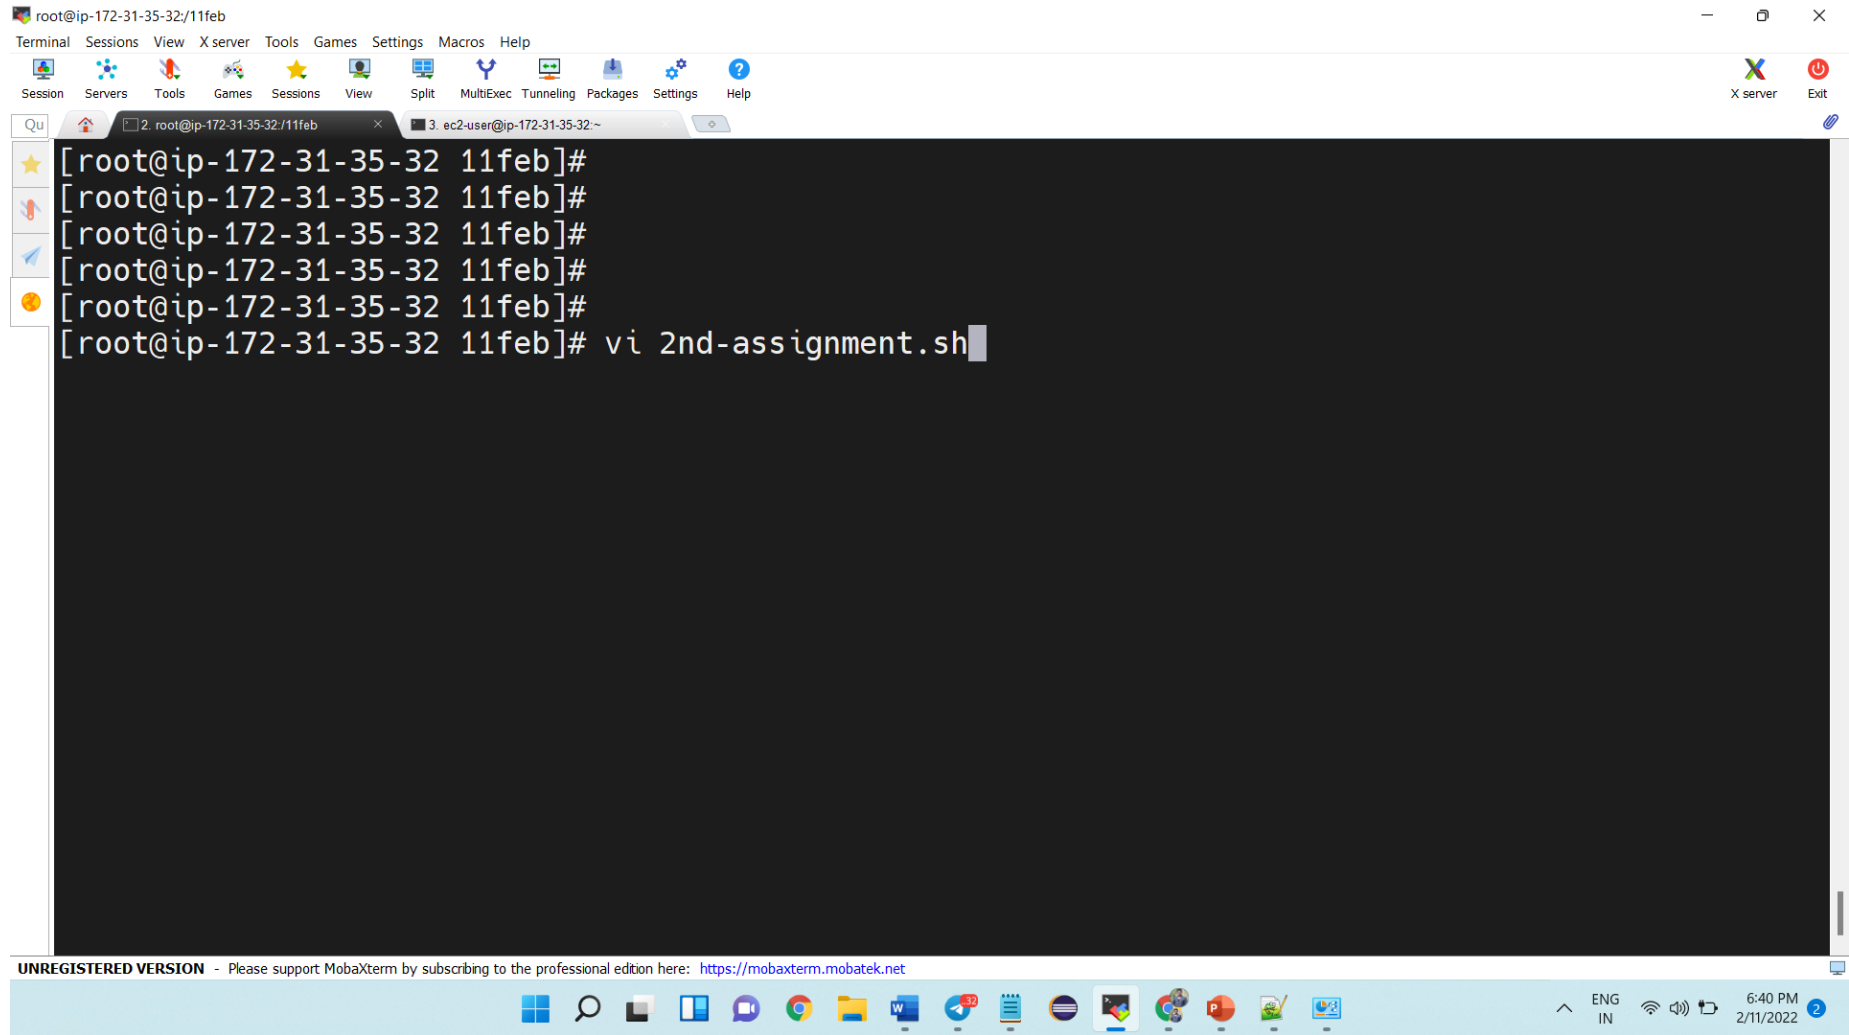 root@ip-172-31-35-32:/11feb
Terminal Sessions View X server Tools Games Settings Macros Help
Session Servers Tools Games Sessions View Split MultiExec Tunneling Packages Settings Help X server Exit
Qu 2. root@ip-172-31-35-32:/11feb 3. ec2-user@ip-172-31-35-32:~
[root@ip-172-31-35-32 11feb]#
[root@ip-172-31-35-32 11feb]#
[root@ip-172-31-35-32 11feb]#
[root@ip-172-31-35-32 11feb]#
[root@ip-172-31-35-32 11feb]#
[root@ip-172-31-35-32 11feb]# vi 2nd-assignment.sh
UNREGISTERED VERSION - Please support MobaXterm by subscribing to the professional edition here: https://mobaxterm.mobatek.net
32
ENG 6:40 PM
IN 2/11/2022 2